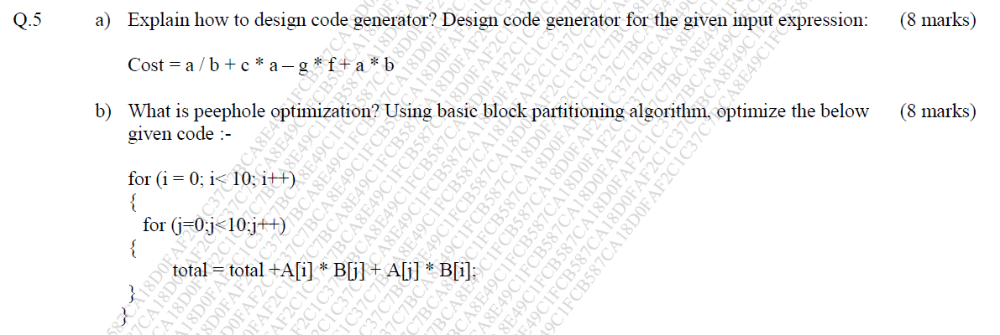 Q.5 a) Explain how to design code generator? Design code generator for the given input expression: (8 marks)
Cost = a / b + c * a – g * f + a * b
b) What is peephole optimization? Using basic block partitioning algorithm, optimize the below (8 marks)
given code :-
for (i = 0; i< 10; i++)
{
for (j=0;j<10;j++)
{
total = total +A[i] * B[j] + A[j] * B[i];
}
}